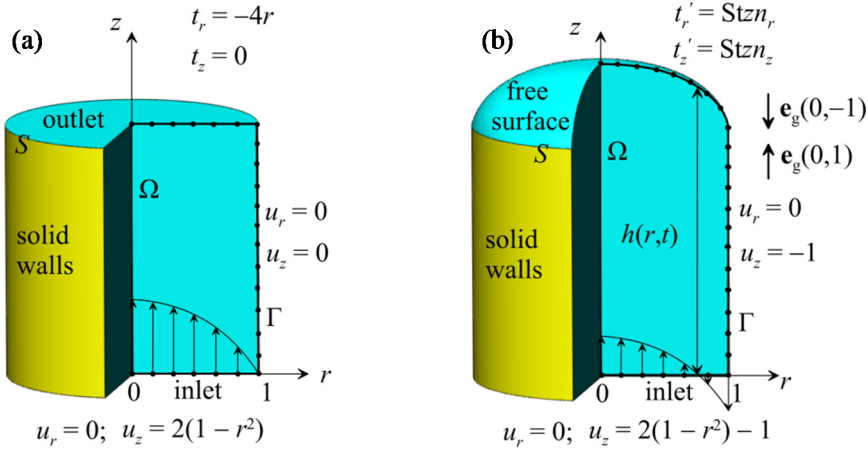 (a)
z
t_r = −4r
t_z = 0
outlet
S
Ω
solid
walls
u_r = 0
u_z = 0
Γ
inlet
r
0
1
u_r = 0; u_z = 2(1 − r²)
(b)
z
t_r′ = Stzn_r
t_z′ = Stzn_z
free
surface
S
Ω
e_g(0,−1)
e_g(0,1)
h(r,t)
u_r = 0
u_z = −1
solid
walls
Γ
inlet
r
0
1
u_r = 0; u_z = 2(1 − r²) − 1